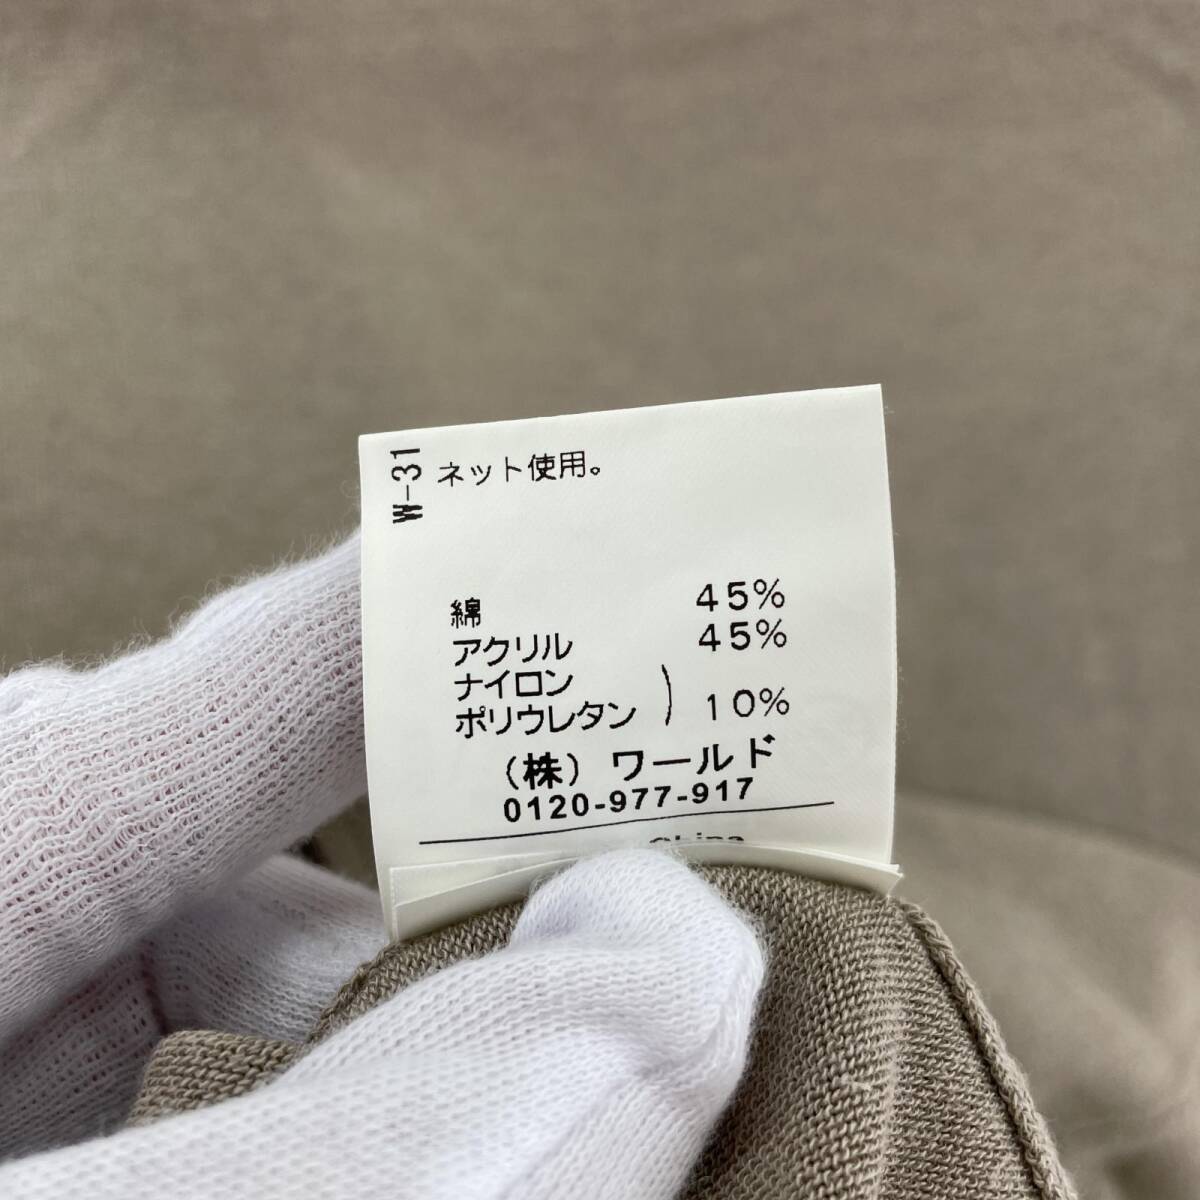 W-31
ネット使用。
綿 45%
アクリル 45%
ナイロン
ポリウレタン ) 10%
(株) ワールド
0120-977-917
China